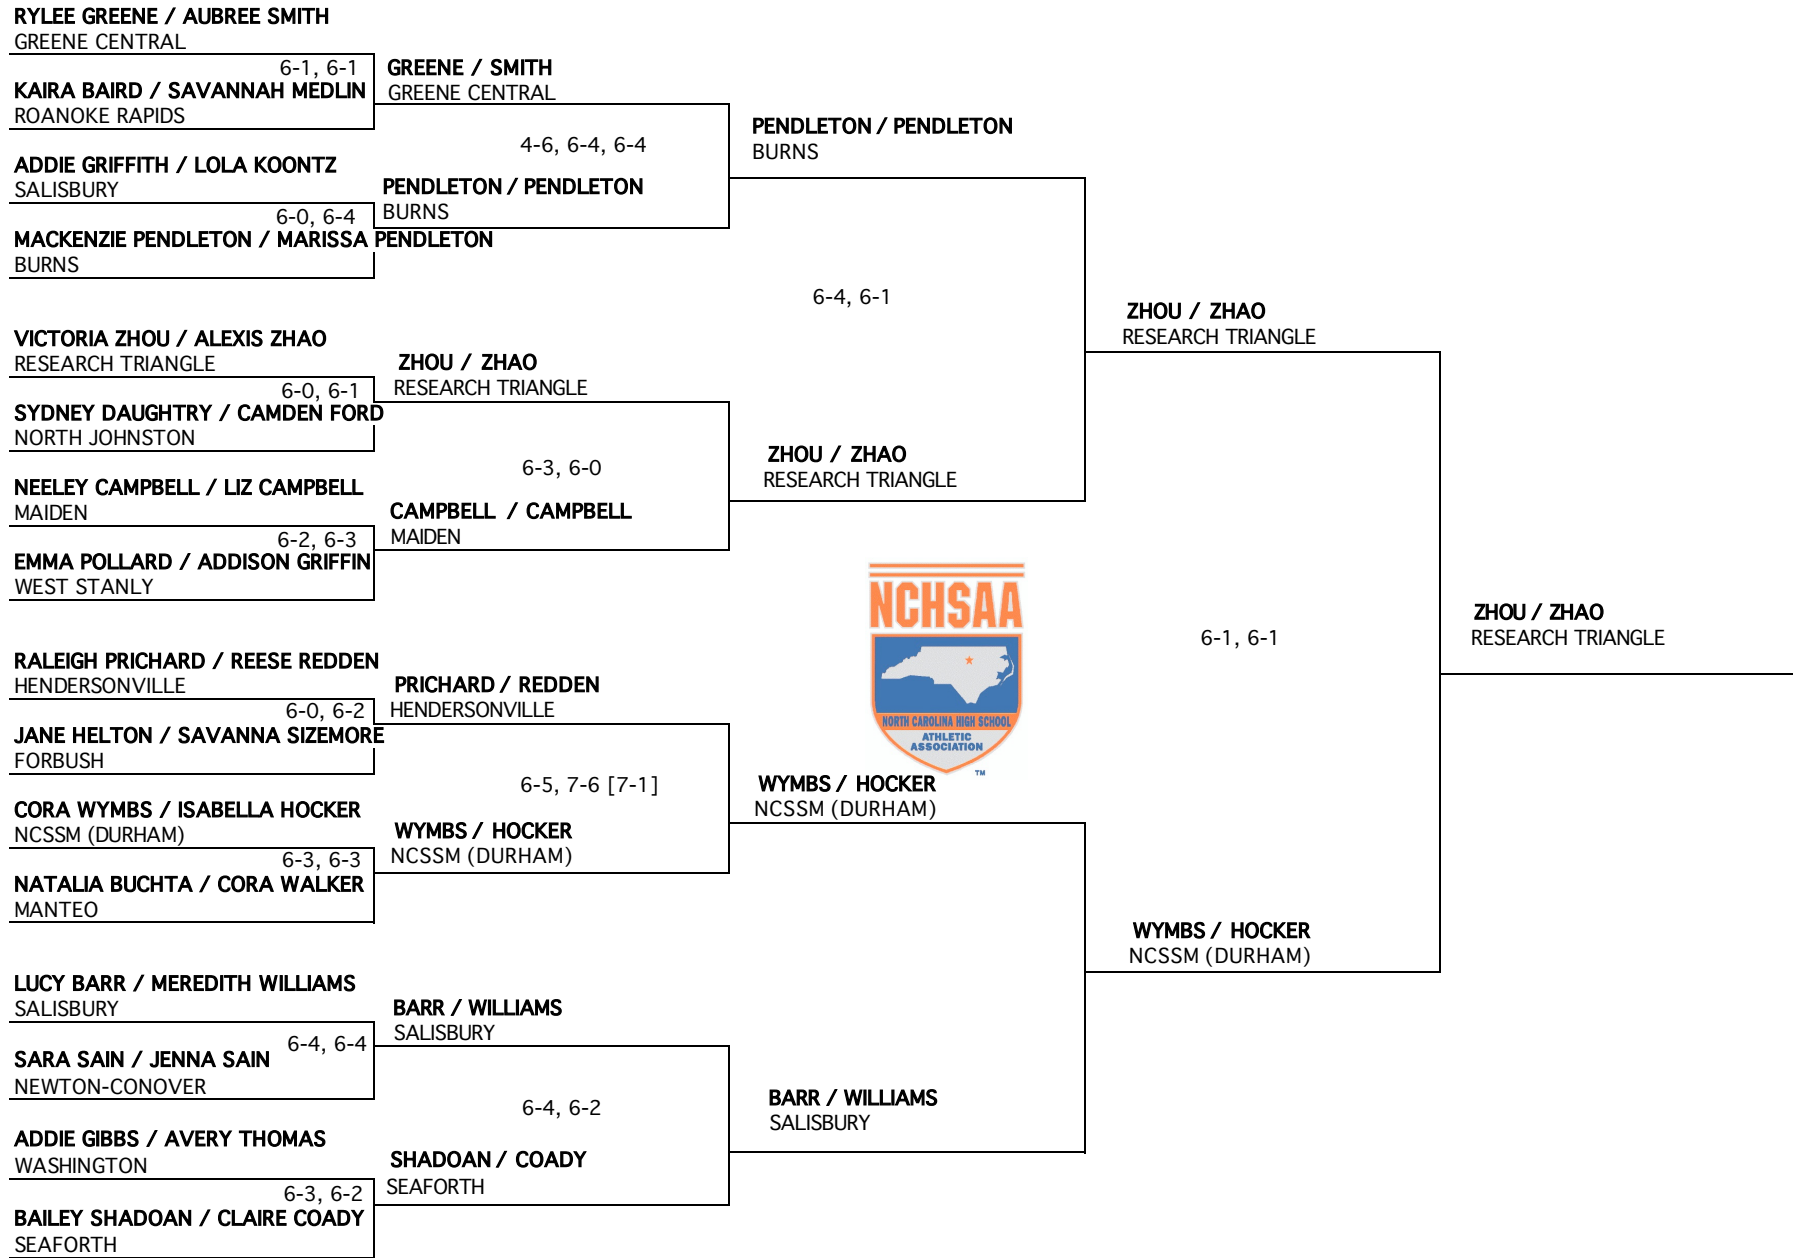 RYLEE GREENE / AUBREE SMITH
GREENE CENTRAL
6-1, 6-1
KAIRA BAIRD / SAVANNAH MEDLIN
ROANOKE RAPIDS
ADDIE GRIFFITH / LOLA KOONTZ
SALISBURY
6-0, 6-4
MACKENZIE PENDLETON / MARISSA PENDLETON
BURNS
VICTORIA ZHOU / ALEXIS ZHAO
RESEARCH TRIANGLE
6-0, 6-1
SYDNEY DAUGHTRY / CAMDEN FORD
NORTH JOHNSTON
NEELEY CAMPBELL / LIZ CAMPBELL
MAIDEN
6-2, 6-3
EMMA POLLARD / ADDISON GRIFFIN
WEST STANLY
RALEIGH PRICHARD / REESE REDDEN
HENDERSONVILLE
6-0, 6-2
JANE HELTON / SAVANNA SIZEMORE
FORBUSH
CORA WYMBS / ISABELLA HOCKER
NCSSM (DURHAM)
6-3, 6-3
NATALIA BUCHTA / CORA WALKER
MANTEO
LUCY BARR / MEREDITH WILLIAMS
SALISBURY
6-4, 6-4
SARA SAIN / JENNA SAIN
NEWTON-CONOVER
ADDIE GIBBS / AVERY THOMAS
WASHINGTON
6-3, 6-2
BAILEY SHADOAN / CLAIRE COADY
SEAFORTH
GREENE / SMITH
GREENE CENTRAL
4-6, 6-4, 6-4
PENDLETON / PENDLETON
BURNS
ZHOU / ZHAO
RESEARCH TRIANGLE
6-3, 6-0
CAMPBELL / CAMPBELL
MAIDEN
PRICHARD / REDDEN
HENDERSONVILLE
6-5, 7-6 [7-1]
WYMBS / HOCKER
NCSSM (DURHAM)
BARR / WILLIAMS
SALISBURY
6-4, 6-2
SHADOAN / COADY
SEAFORTH
PENDLETON / PENDLETON
BURNS
6-4, 6-1
ZHOU / ZHAO
RESEARCH TRIANGLE
NCHSAA
NORTH CAROLINA HIGH SCHOOL
ATHLETIC
ASSOCIATION
TM
WYMBS / HOCKER
NCSSM (DURHAM)
BARR / WILLIAMS
SALISBURY
ZHOU / ZHAO
RESEARCH TRIANGLE
6-1, 6-1
WYMBS / HOCKER
NCSSM (DURHAM)
ZHOU / ZHAO
RESEARCH TRIANGLE